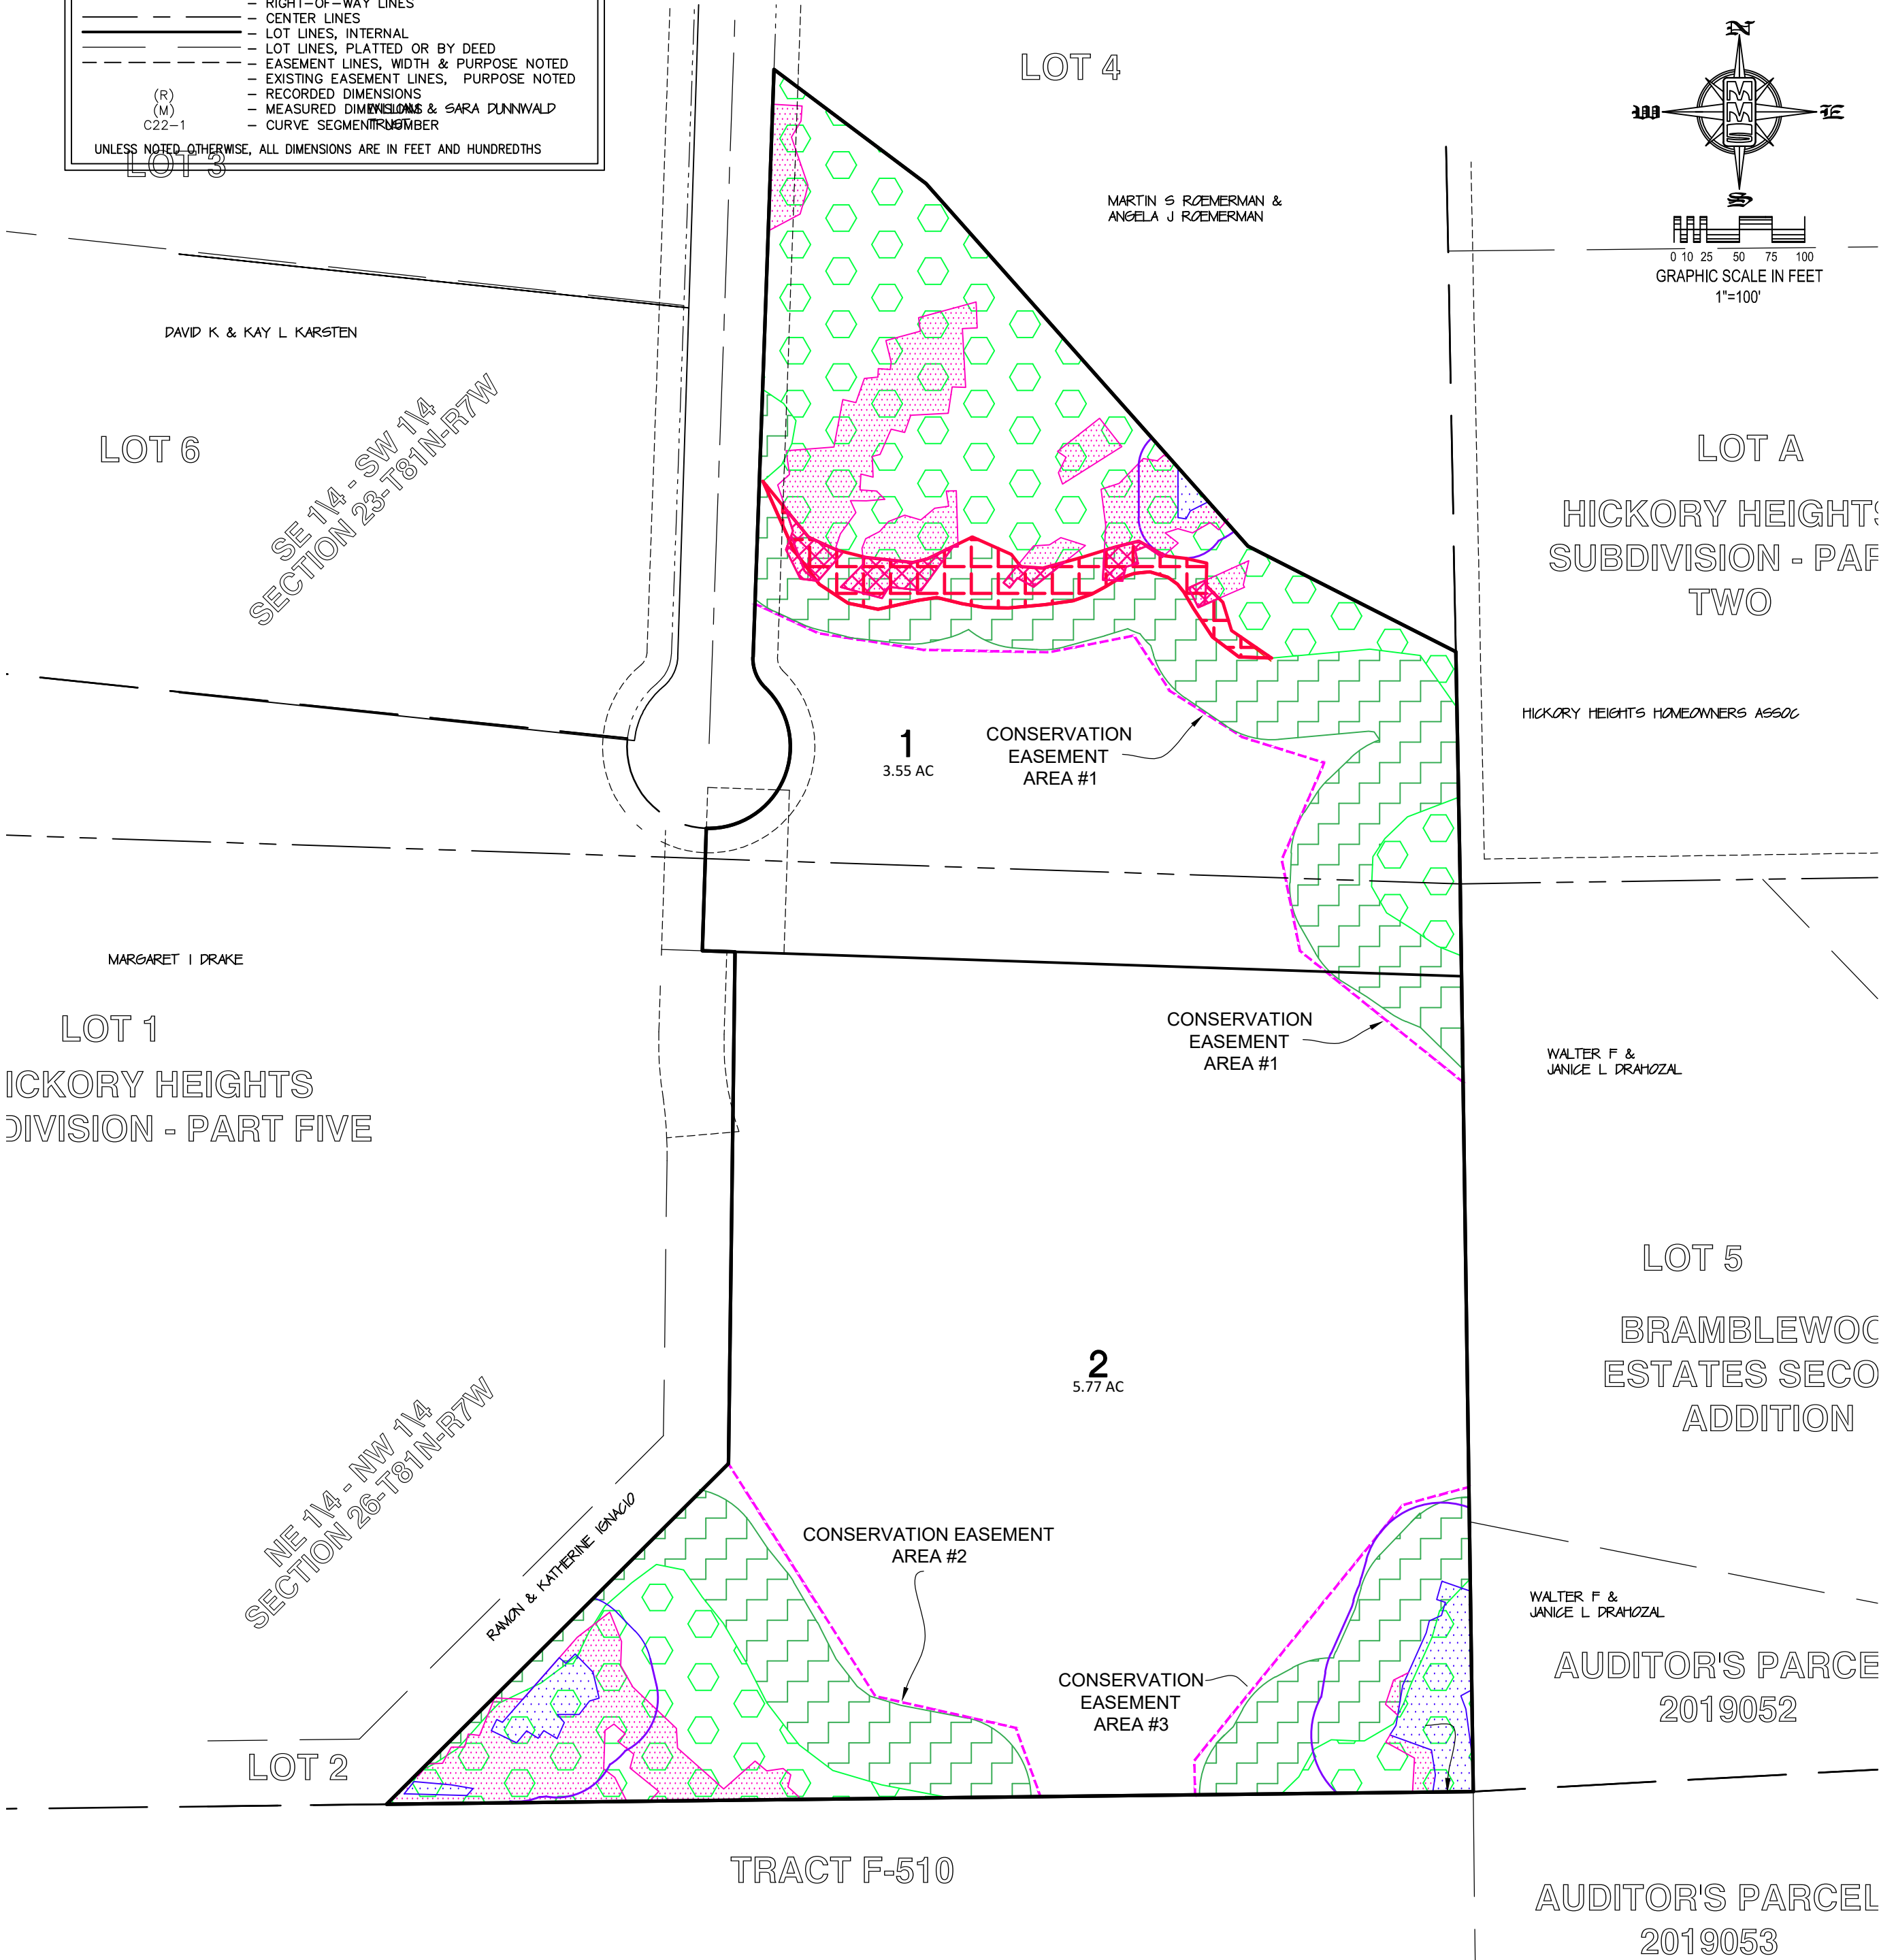 – RIGHT–OF–WAY LINES
– CENTER LINES
– LOT LINES, INTERNAL
– LOT LINES, PLATTED OR BY DEED
– EASEMENT LINES, WIDTH & PURPOSE NOTED
– EXISTING EASEMENT LINES, PURPOSE NOTED
(R) – RECORDED DIMENSIONS
(M) – MEASURED DIMENSIONS
C22–1 – CURVE SEGMENT NUMBER
WILLIAM & SARA DUNNWALD
TRUST
UNLESS NOTED OTHERWISE, ALL DIMENSIONS ARE IN FEET AND HUNDREDTHS
LOT 3
LOT 4
N
W
E
S
MMS
0 10 25 50 75 100
GRAPHIC SCALE IN FEET
1"=100'
MARTIN S ROEMERMAN &
ANGELA J ROEMERMAN
DAVID K & KAY L KARSTEN
LOT 6
SE 1\4 - SW 1\4
SECTION 23-T81N-R7W
LOT A
HICKORY HEIGHTS
SUBDIVISION - PAR
TWO
HICKORY HEIGHTS HOMEOWNERS ASSOC
1
3.55 AC
CONSERVATION
EASEMENT
AREA #1
MARGARET I DRAKE
LOT 1
ICKORY HEIGHTS
DIVISION - PART FIVE
CONSERVATION
EASEMENT
AREA #1
WALTER F &
JANICE L DRAHOZAL
LOT 5
BRAMBLEWOO
ESTATES SECO
ADDITION
2
5.77 AC
NE 1\4 - NW 1\4
SECTION 26-T81N-R7W
RAMON & KATHERINE IGNACIO
CONSERVATION EASEMENT
AREA #2
CONSERVATION
EASEMENT
AREA #3
WALTER F &
JANICE L DRAHOZAL
AUDITOR'S PARCE
2019052
LOT 2
TRACT F-510
AUDITOR'S PARCEL
2019053